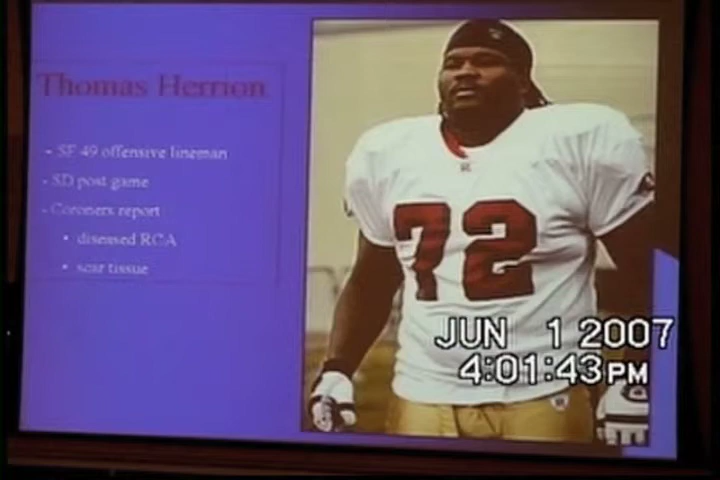 Thomas Herrion
- SF 49 offensive lineman
- SD post game
- Coroners report
• diseased RCA
• scar tissue
72
JUN 1 2007
4:01:43PM